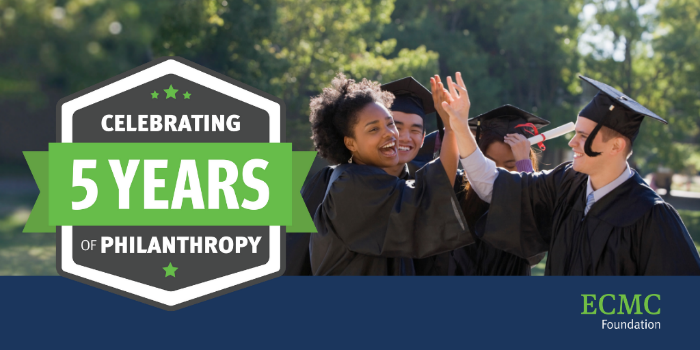 CELEBRATING
5 YEARS
OF PHILANTHROPY
ECMC
Foundation